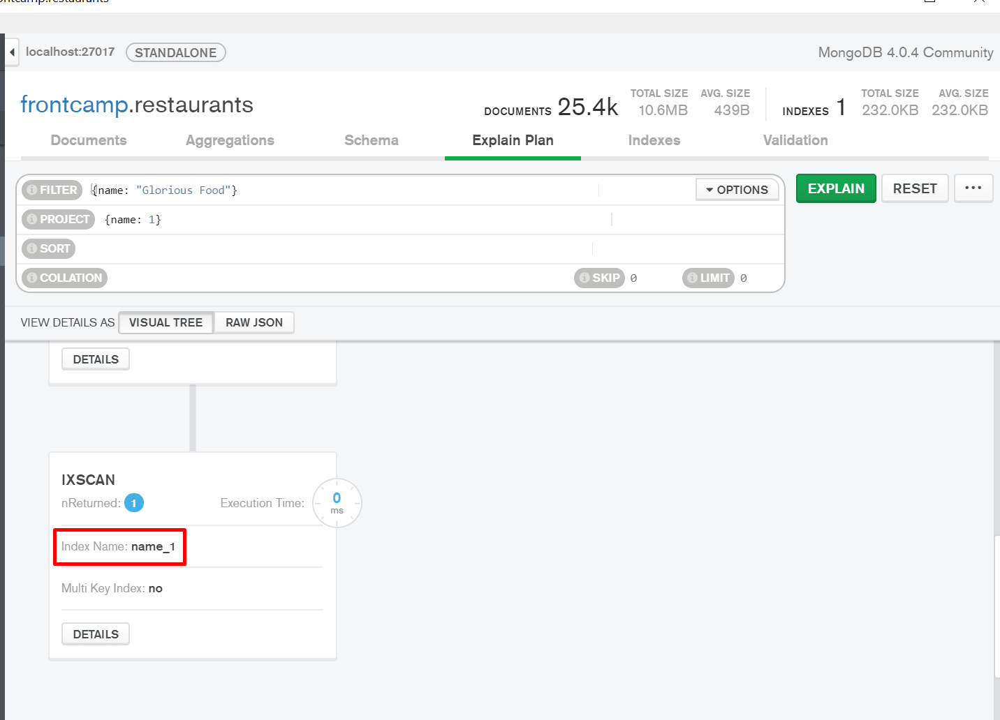 frontcamp.restaurants
localhost:27017 STANDALONE MongoDB 4.0.4 Community
frontcamp.restaurants DOCUMENTS 25.4k TOTAL SIZE 10.6MB AVG. SIZE 439B INDEXES 1 TOTAL SIZE 232.0KB AVG. SIZE 232.0KB
Documents Aggregations Schema Explain Plan Indexes Validation
FILTER {name: "Glorious Food"} OPTIONS EXPLAIN RESET ...
PROJECT {name: 1}
SORT
COLLATION SKIP 0 LIMIT 0
VIEW DETAILS AS VISUAL TREE RAW JSON
DETAILS
IXSCAN
nReturned: 1 Execution Time: 0 ms
Index Name: name_1
Multi Key Index: no
DETAILS